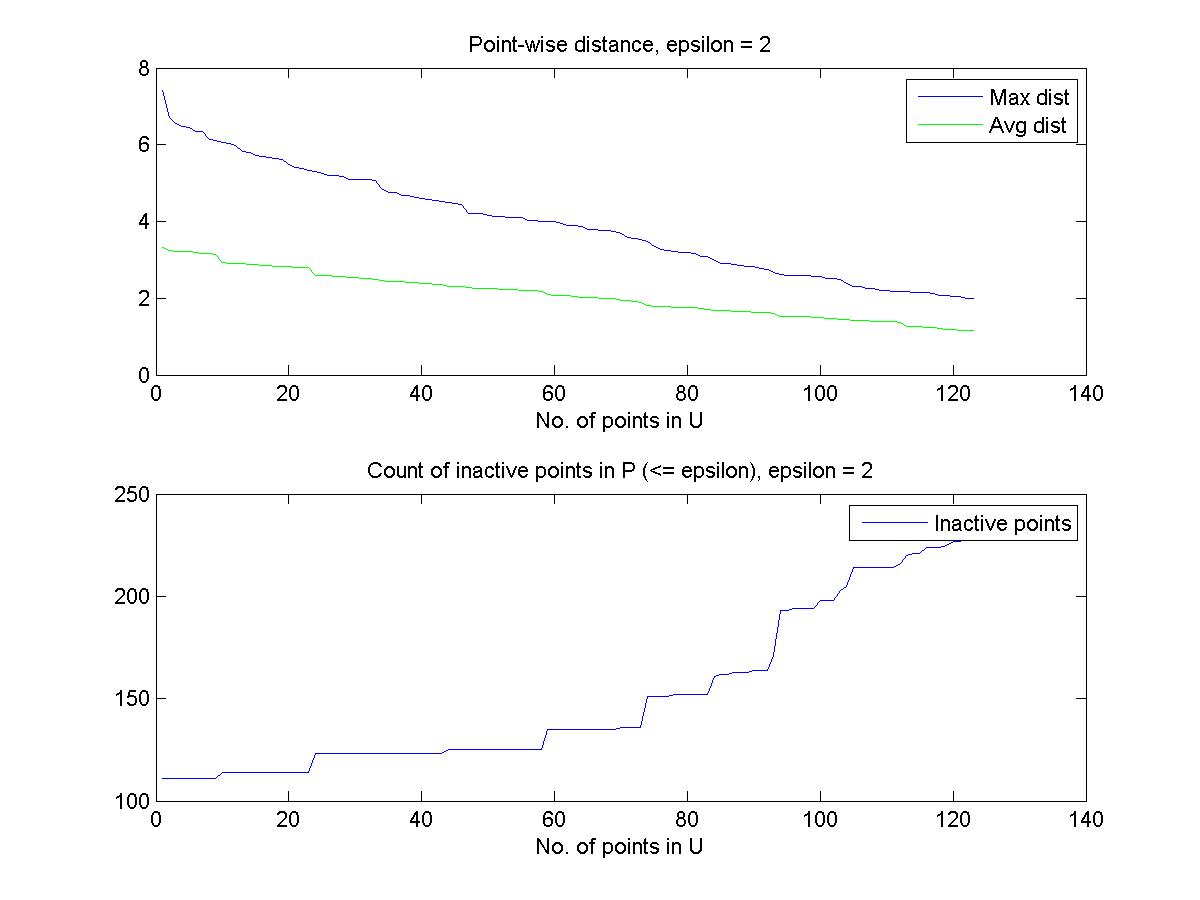 Point-wise distance, epsilon = 2
8
6
4
2
0
Max dist
Avg dist
0 20 40 60 80 100 120 140
No. of points in U
Count of inactive points in P (<= epsilon), epsilon = 2
250
200
150
100
Inactive points
0 20 40 60 80 100 120 140
No. of points in U